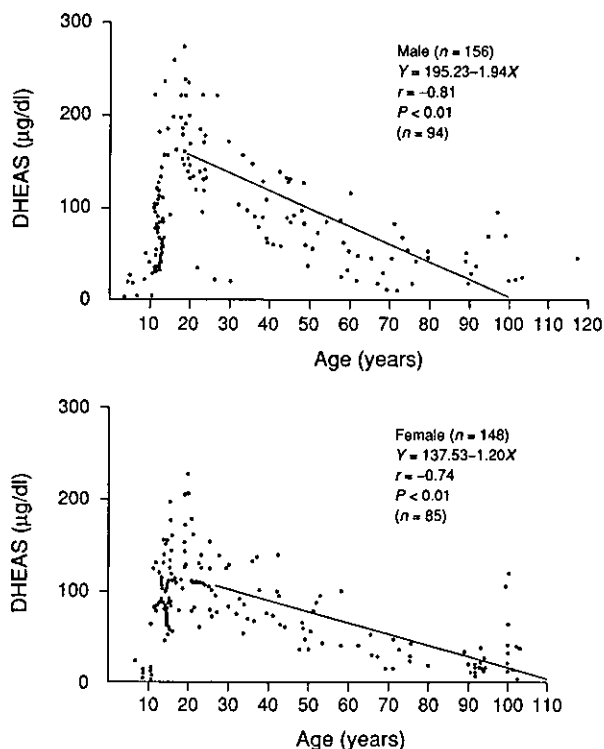 300
200
100
0
DHEAS (µg/dl)
Male (n = 156)
Y = 195.23–1.94X
r = –0.81
P < 0.01
(n = 94)
10 20 30 40 50 60 70 80 90 100 110 120
Age (years)
300
200
100
0
DHEAS (µg/dl)
Female (n = 148)
Y = 137.53–1.20X
r = –0.74
P < 0.01
(n = 85)
10 20 30 40 50 60 70 80 90 100 110
Age (years)